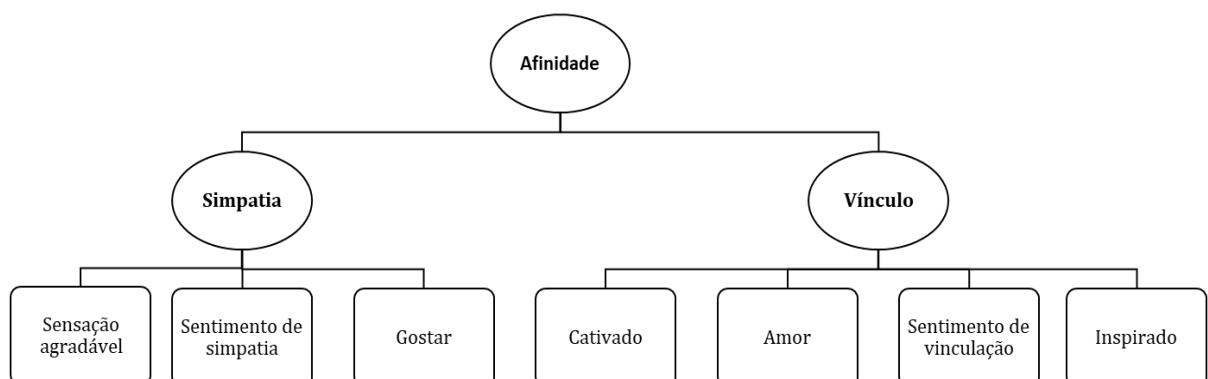 Afinidade
Simpatia
Vínculo
Sensação
agradável
Sentimento de
simpatia
Gostar
Cativado
Amor
Sentimento de
vinculação
Inspirado